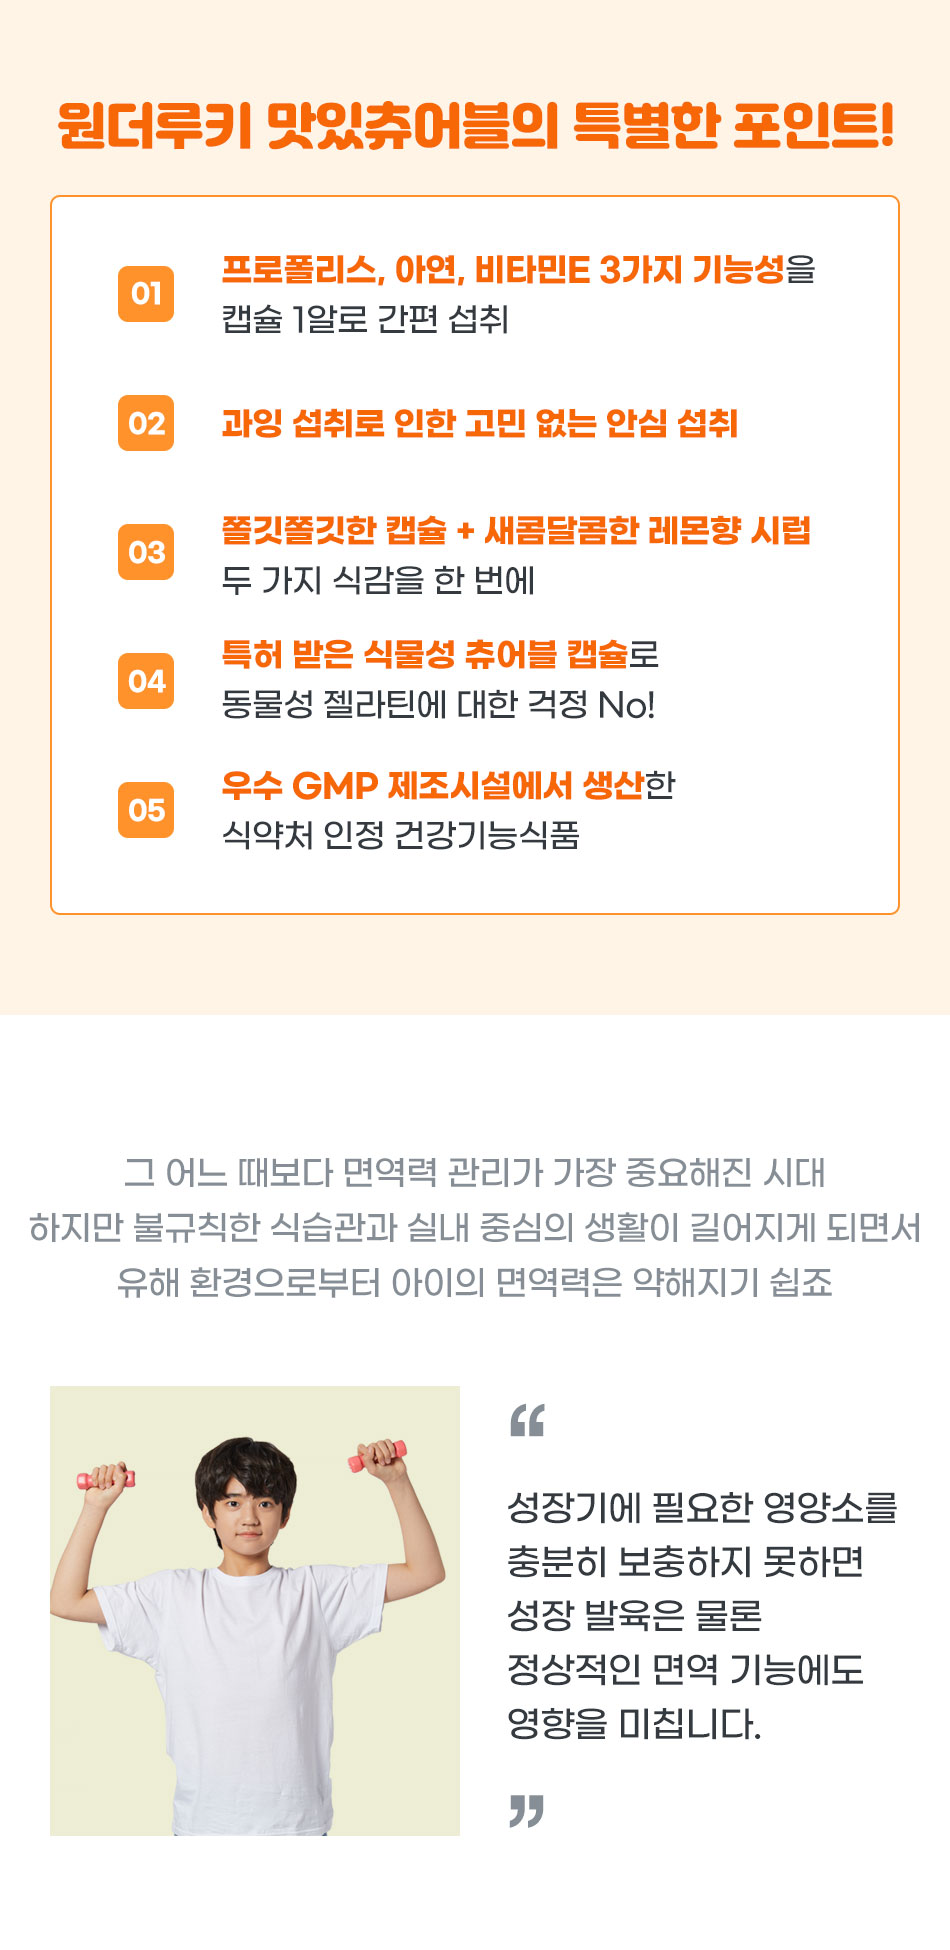 원더루키 맛있츄어블의 특별한 포인트!
01
프로폴리스, 아연, 비타민E 3가지 기능성을
캡슐 1알로 간편 섭취
02
과잉 섭취로 인한 고민 없는 안심 섭취
03
쫄깃쫄깃한 캡슐 + 새콤달콤한 레몬향 시럽
두 가지 식감을 한 번에
04
특허 받은 식물성 츄어블 캡슐로
동물성 젤라틴에 대한 걱정 No!
05
우수 GMP 제조시설에서 생산한
식약처 인정 건강기능식품
그 어느 때보다 면역력 관리가 가장 중요해진 시대
하지만 불규칙한 식습관과 실내 중심의 생활이 길어지게 되면서
유해 환경으로부터 아이의 면역력은 약해지기 쉽죠
“
성장기에 필요한 영양소를
충분히 보충하지 못하면
성장 발육은 물론
정상적인 면역 기능에도
영향을 미칩니다.
”